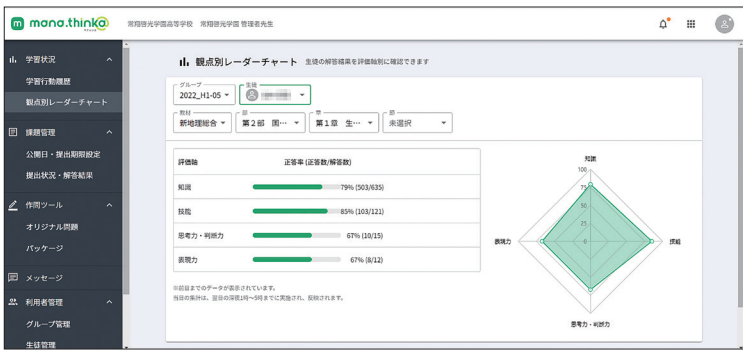 m mana.think@
常翔啓光学園高等学校 常翔啓光学園 管理者先生
学習状況
学習行動履歴
観点別レーダーチャート
課題管理
公開日・提出期限設定
提出状況・解答結果
作問ツール
オリジナル問題
パッケージ
メッセージ
利用者管理
グループ管理
生徒管理
観点別レーダーチャート 生徒の解答結果を評価軸別に確認できます
グループ
2022_H1-05
生徒
教材
新地理総合
部
第2部 国…
章
第1章 生…
節
未選択
評価軸 正答率 (正答数/解答数)
知識 79% (503/635)
技能 85% (103/121)
思考力・判断力 67% (10/15)
表現力 67% (8/12)
※前日までのデータが表示されています。
当日の集計は、翌日の深夜1時～5時までに実施され、反映されます。
知識
100
75
50
25
0
表現力
技能
思考力・判断力